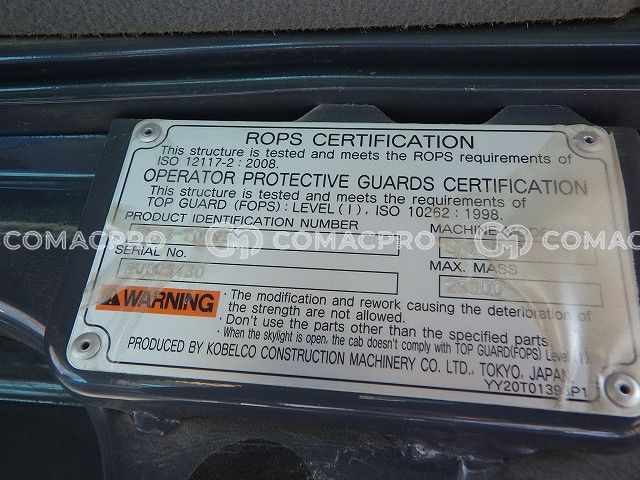 ROPS CERTIFICATION
This structure is tested and meets the ROPS requirements of
ISO 12117-2 : 2008.
OPERATOR PROTECTIVE GUARDS CERTIFICATION
This structure is tested and meets the requirements of
TOP GUARD (FOPS) : LEVEL ( I ) , ISO 10262 : 1998.
PRODUCT IDENTIFICATION NUMBER
COMACPRO COMACPRO COMACPRO
SERIAL No.
MAX. MASS
WARNING
· The modification and rework causing the deterioration of
the strength are not allowed.
· Don't use the parts other than the specified parts.
· When the skylight is open, the cab doesn't comply with TOP GUARD(FOPS) Level ( I ).
PRODUCED BY KOBELCO CONSTRUCTION MACHINERY CO. LTD., TOKYO, JAPAN